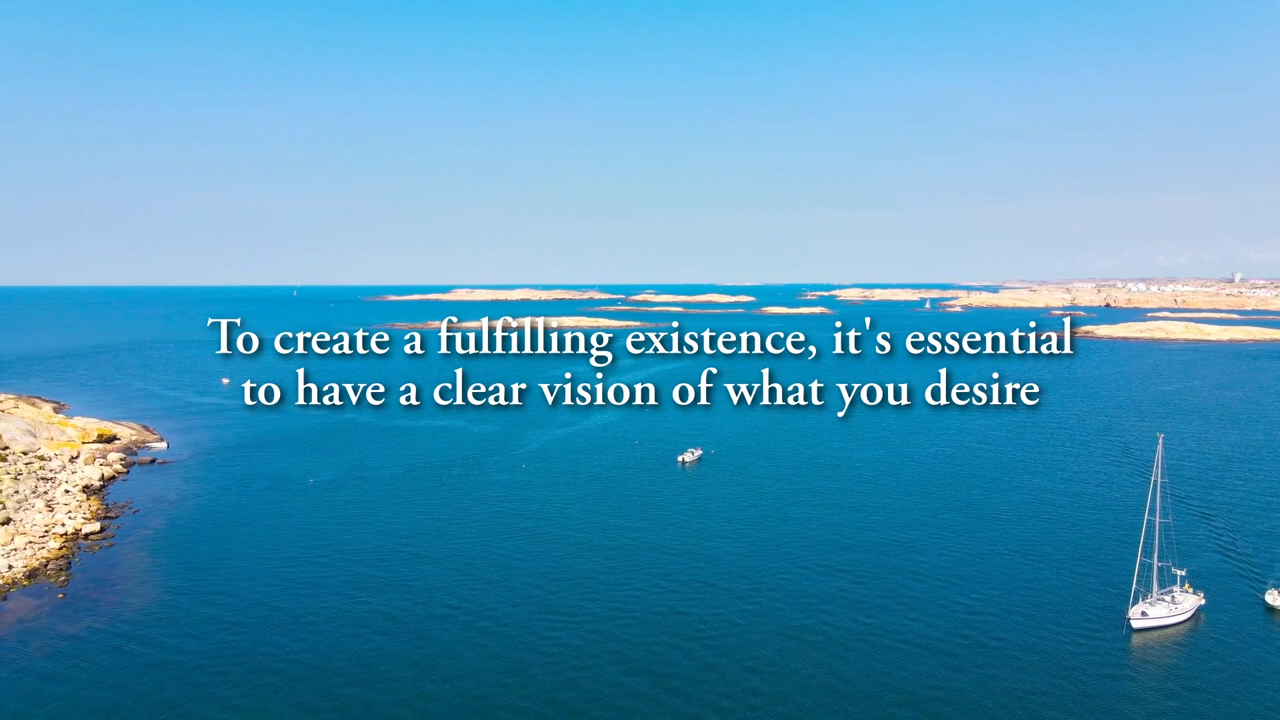 To create a fulfilling existence, it's essential
to have a clear vision of what you desire